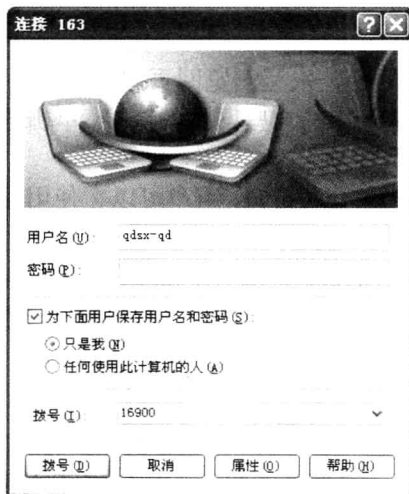 连接 163
用户名(U): qdsx-qd
密码(P):
为下面用户保存用户名和密码(S):
只是我(N)
任何使用此计算机的人(A)
拨号(I): 16900
拨号(D) 取消 属性(O) 帮助(H)